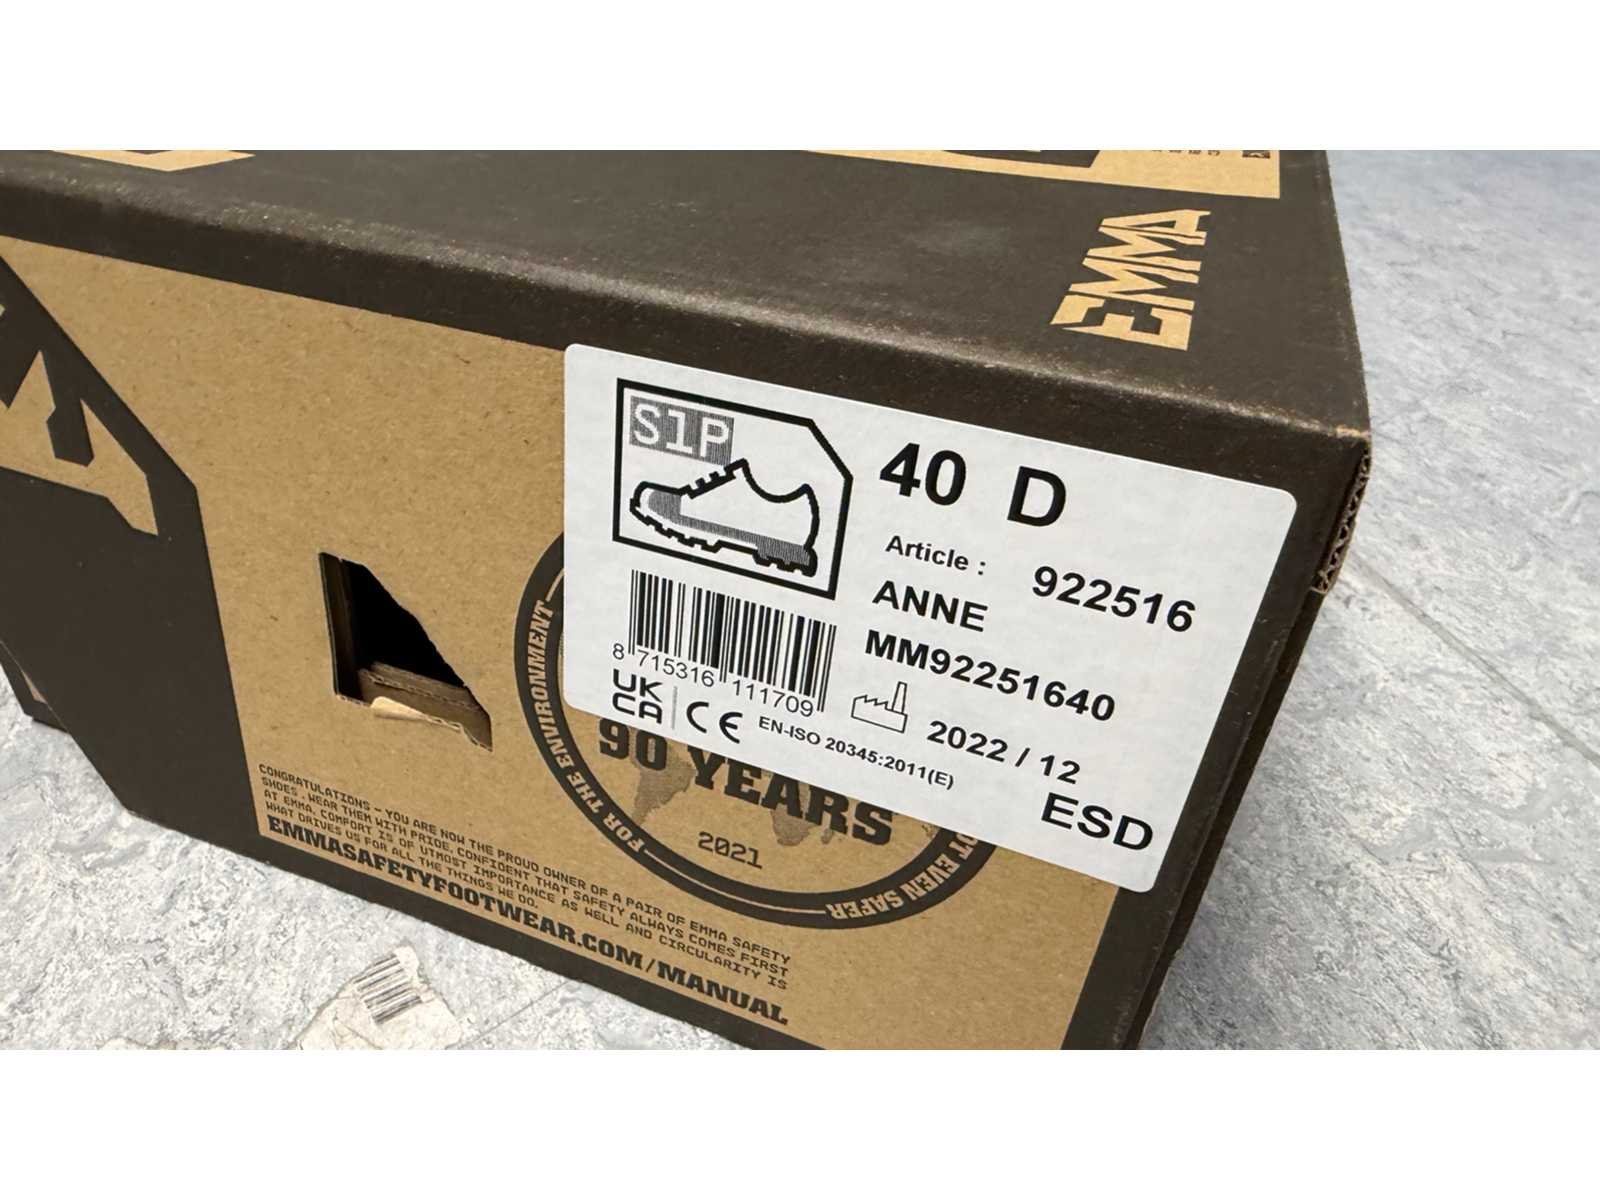 EMMA
S1P
40 D
Article : 922516
ANNE
MM92251640
8 715316 111709
2022 / 12
UK
CA
CE
EN-ISO 20345:2011(E)
ESD
FOR THE ENVIRONMENT
90 YEARS
2021
EVEN SAFER
CONGRATULATIONS - YOU ARE NOW THE PROUD OWNER OF A PAIR OF EMMA SAFETY
SHOES. WEAR THEM WITH PRIDE, CONFIDENT THAT SAFETY ALWAYS COMES FIRST
AT EMMA. COMFORT IS OF UTMOST IMPORTANCE AS WELL AND CIRCULARITY IS
WHAT DRIVES US FOR ALL THE THINGS WE DO.
EMMASAFETYFOOTWEAR.COM/MANUAL